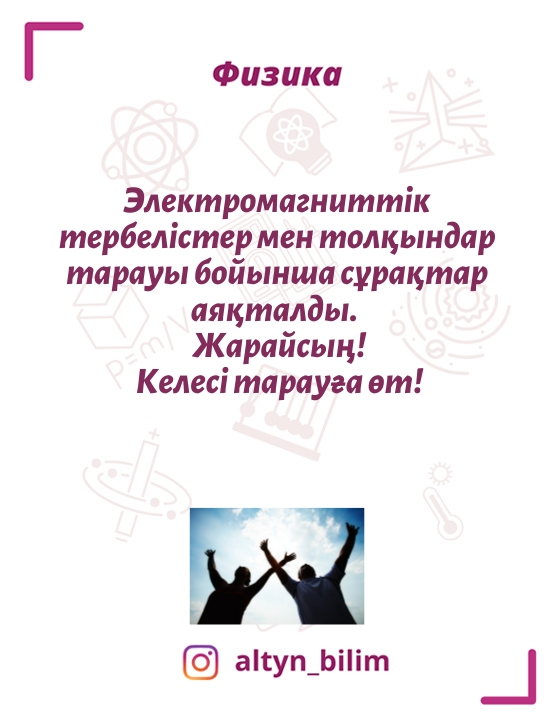 Физика
Электромагниттік
тербелістер мен толқындар
тарауы бойынша сұрақтар
аяқталды.
Жарайсың!
Келесі тарауға өт!
P=m/V
altyn_bilim